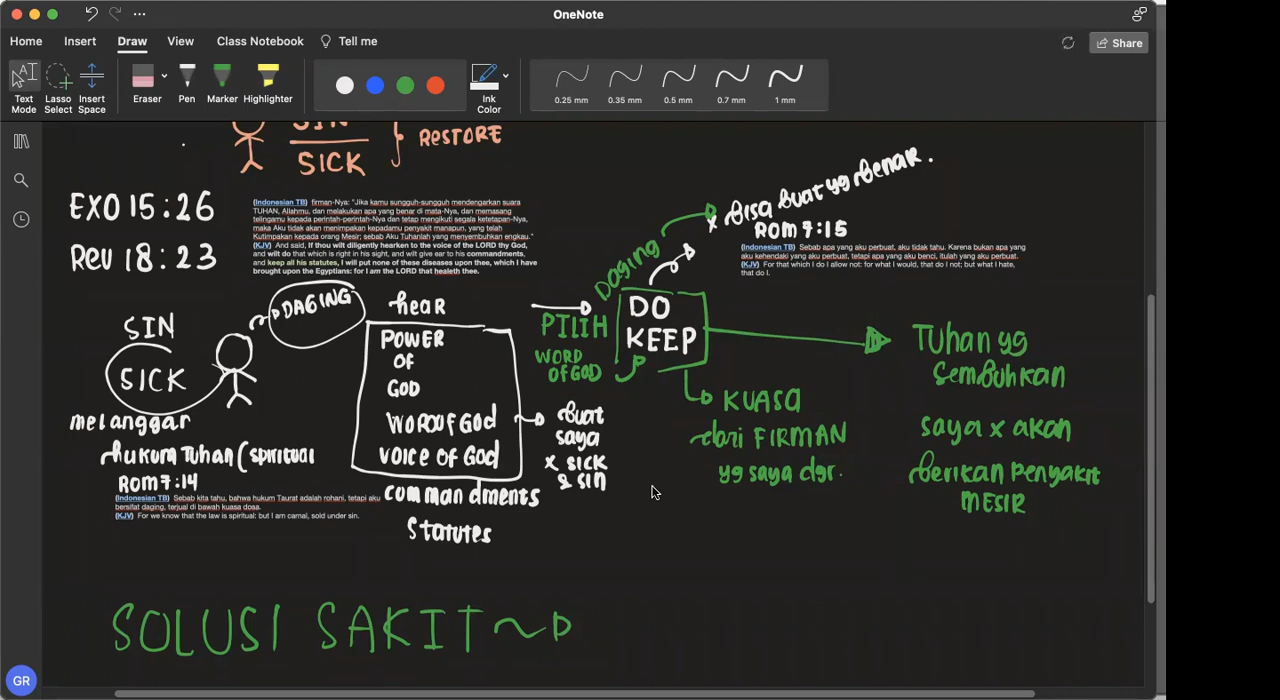 OneNote
Home Insert Draw View Class Notebook Tell me
Share
Text Mode
Lasso Select
Insert Space
Eraser
Pen
Marker
Highlighter
Ink Color
0.25 mm 0.35 mm 0.5 mm 0.7 mm 1 mm
SIN
SICK
RESTORE
EXO 15:26
Rev 18:23
(Indonesian TB) firman-Nya: "Jika kamu sungguh-sungguh mendengarkan suara
TUHAN, Allahmu, dan melakukan apa yang benar di mata-Nya, dan memasang
telingamu kepada perintah-perintah-Nya dan tetap mengikuti segala ketetapan-Nya,
maka Aku tidak akan menimpakan kepadamu penyakit manapun, yang telah
Kutimpakan kepada orang Mesir; sebab Aku Tuhanlah yang menyembuhkan engkau."
(KJV) And said, If thou wilt diligently hearken to the voice of the LORD thy God,
and wilt do that which is right in his sight, and will give ear to his commandments,
and keep all his statutes, I will put none of these diseases upon thee, which I have
brought upon the Egyptians: for I am the LORD that healeth thee.
x bisa buat yg benar.
ROM 7:15
(Indonesian TB) Sebab apa yang aku perbuat, aku tidak tahu. Karena bukan apa yang
aku kehendaki yang aku perbuat, tetapi apa yang aku benci, itulah yang aku perbuat.
(KJV) For that which I do I allow not: for what I would, that do I not; but what I hate,
that do I.
SIN
SICK
melanggar
hukum Tuhan (spiritual
ROM 7:14
(Indonesian TB) Sebab kita tahu, bahwa hukum Taurat adalah rohani, tetapi aku
bersifat daging, terjual di bawah kuasa dosa.
(KJV) For we know that the law is spiritual: but I am carnal, sold under sin.
DAGING
hear
POWER
OF
GOD
WORD OF GOD
VOICE OF GOD
commandments
Statutes
buat
saya
x SICK
& SIN
PILIH
WORD
OF GOD
DAGING
DO
KEEP
KUASA
dari FIRMAN
yg saya dgr.
TUHAN yg
sembuhkan
saya x akan
berikan penyakit
MESIR
SOLUSI SAKIT
GR